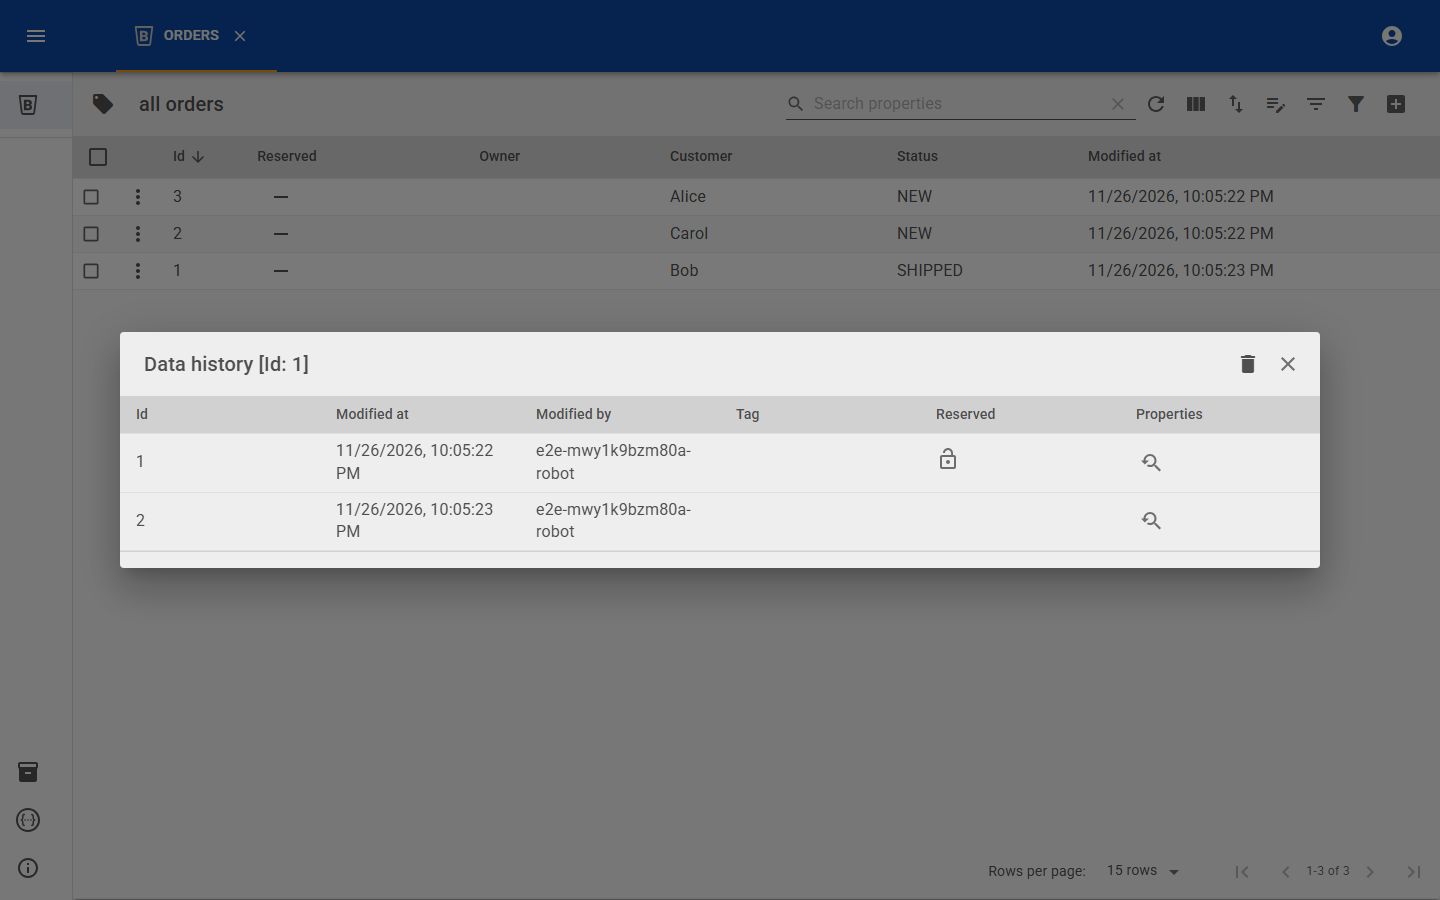 ORDERS
all orders
Search properties
Id Reserved Owner Customer Status Modified at
3 Alice NEW 11/26/2026, 10:05:22 PM
2 Carol NEW 11/26/2026, 10:05:22 PM
1 Bob SHIPPED 11/26/2026, 10:05:23 PM
Data history [Id: 1]
Id Modified at Modified by Tag Reserved Properties
1 11/26/2026, 10:05:22 PM e2e-mwy1k9bzm80a-robot
2 11/26/2026, 10:05:23 PM e2e-mwy1k9bzm80a-robot
Rows per page: 15 rows 1-3 of 3